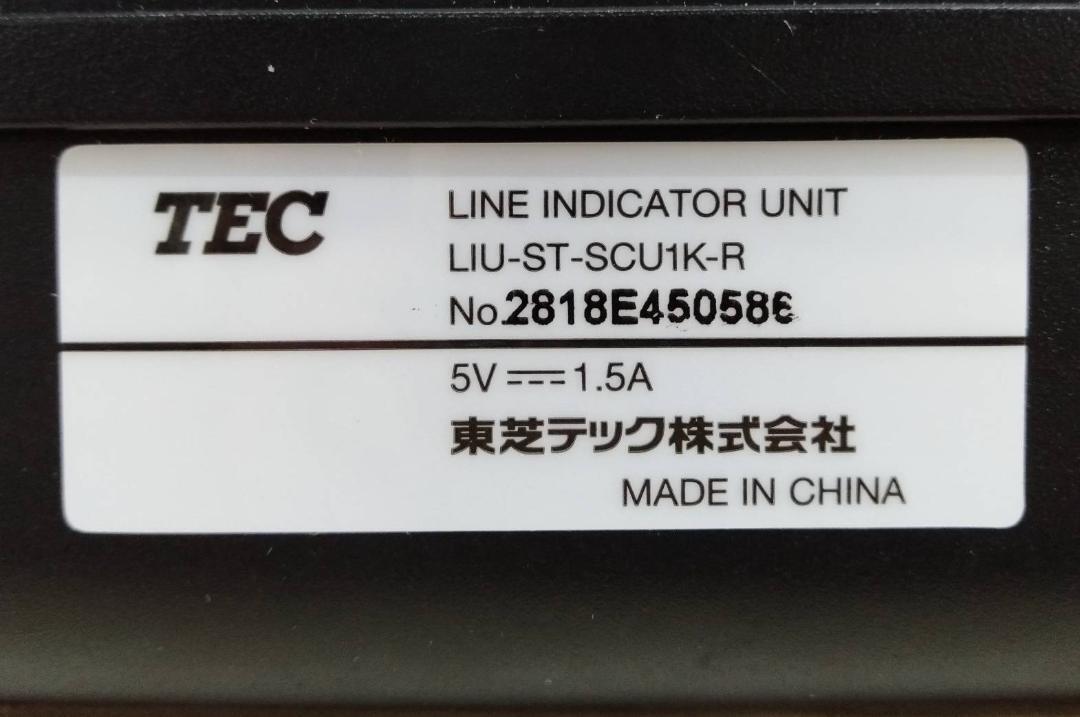 TEC
LINE INDICATOR UNIT
LIU-ST-SCU1K-R
No.2818E450586
5V ⎓ 1.5A
東芝テック株式会社
MADE IN CHINA